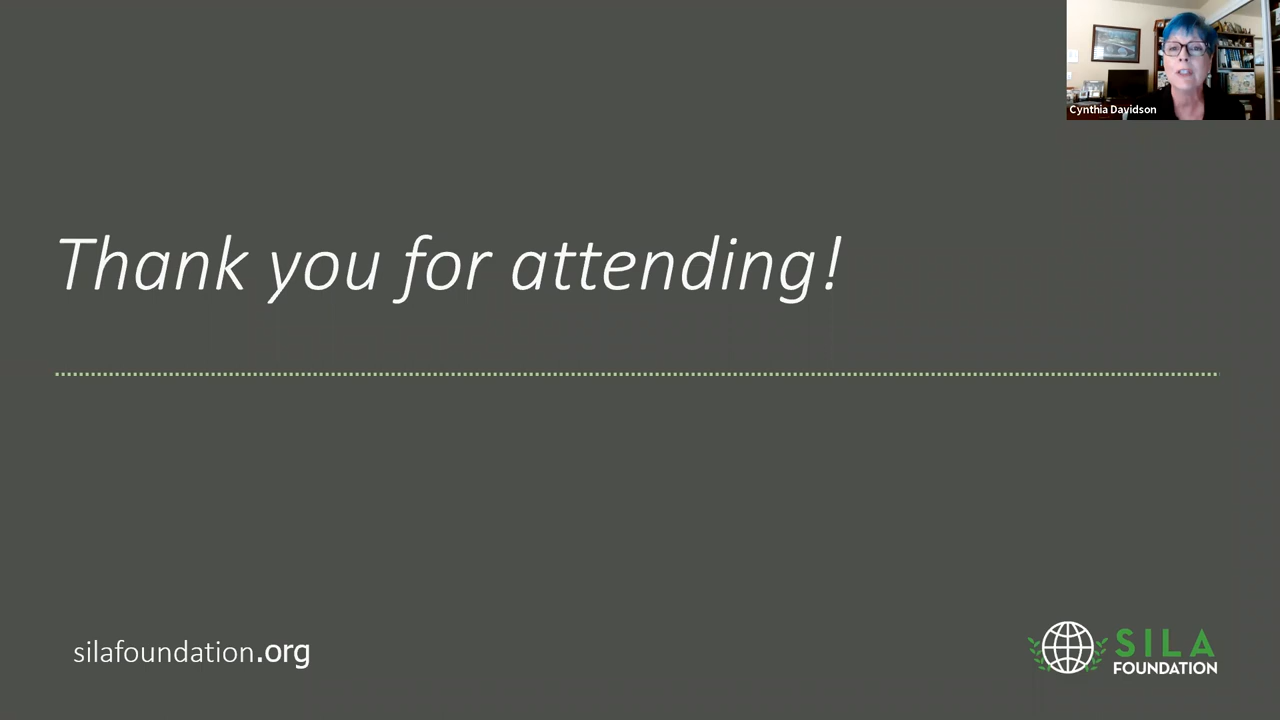 Cynthia Davidson
Thank you for attending!
silafoundation.org
SILA
FOUNDATION